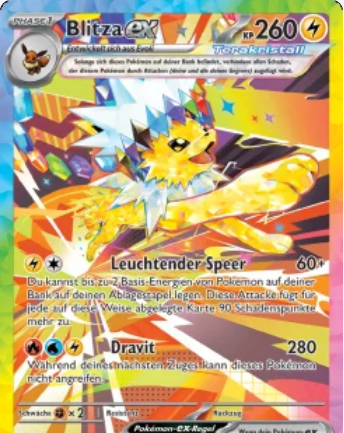 PHASE 1
Blitza ex KP 260
Entwickelt sich aus Evoli
Terakristall
Solange sich dieses Pokémon auf deiner Bank befindet, verhindere allen Schaden,
der diesem Pokémon durch Attacken (deine und die deines Gegners) zugefügt wird.
Leuchtender Speer 60+
Du kannst bis zu 2 Basis-Energien von Pokémon auf deiner
Bank auf deinen Ablagestapel legen. Diese Attacke fügt für
jede auf diese Weise abgelegte Karte 90 Schadenspunkte
mehr zu.
Dravit 280
Während deines nächsten Zuges kann dieses Pokémon
nicht angreifen.
Schwäche ×2 Resistenz Rückzug
Pokémon-ex-Regel
Wenn dein Pokémon-ex